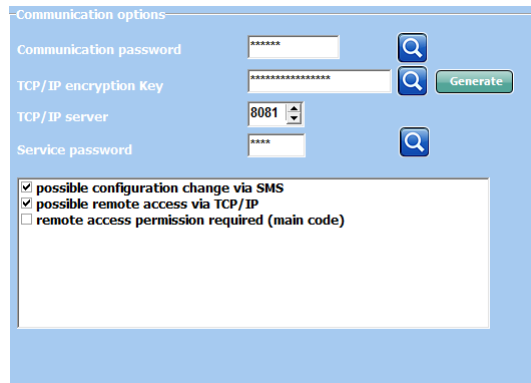 Communication options
Communication password ******
TCP/IP encryption Key **************** Generate
TCP/IP server 8081
Service password ****
possible configuration change via SMS
possible remote access via TCP/IP
remote access permission required (main code)